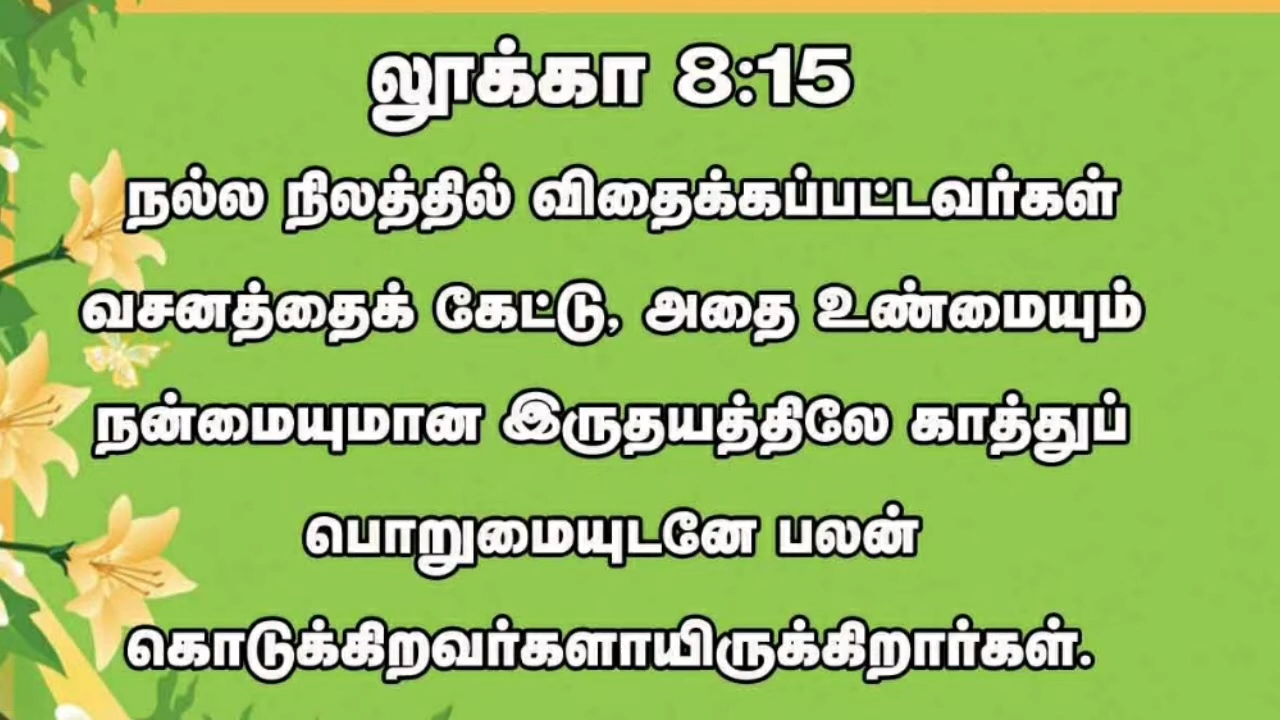 லூக்கா 8:15
நல்ல நிலத்தில் விதைக்கப்பட்டவர்கள்
வசனத்தைக் கேட்டு, அதை உண்மையும்
நன்மையுமான இருதயத்திலே காத்துப்
பொறுமையுடனே பலன்
கொடுக்கிறவர்களாயிருக்கிறார்கள்.